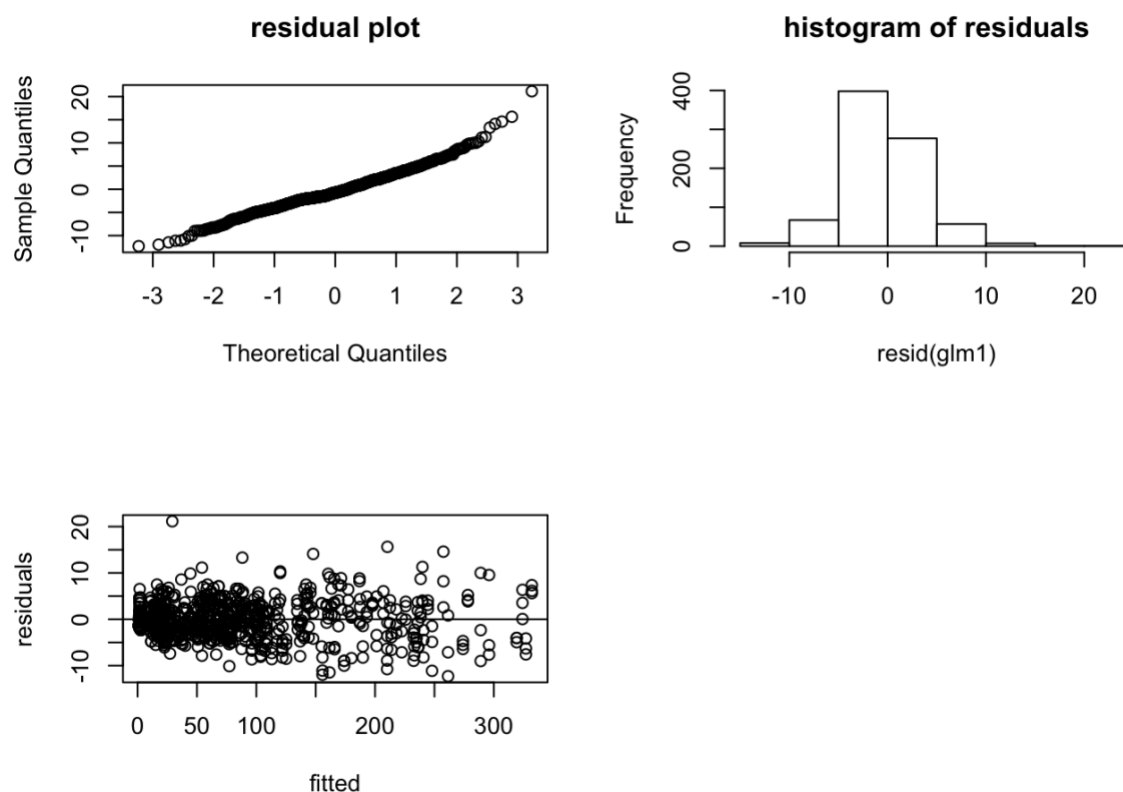 residual plot
Sample Quantiles
20
10
0
-10
-3 -2 -1 0 1 2 3
Theoretical Quantiles
histogram of residuals
Frequency
400
200
0
-10 0 10 20
resid(glm1)
residuals
20
10
0
-10
0 50 100 200 300
fitted